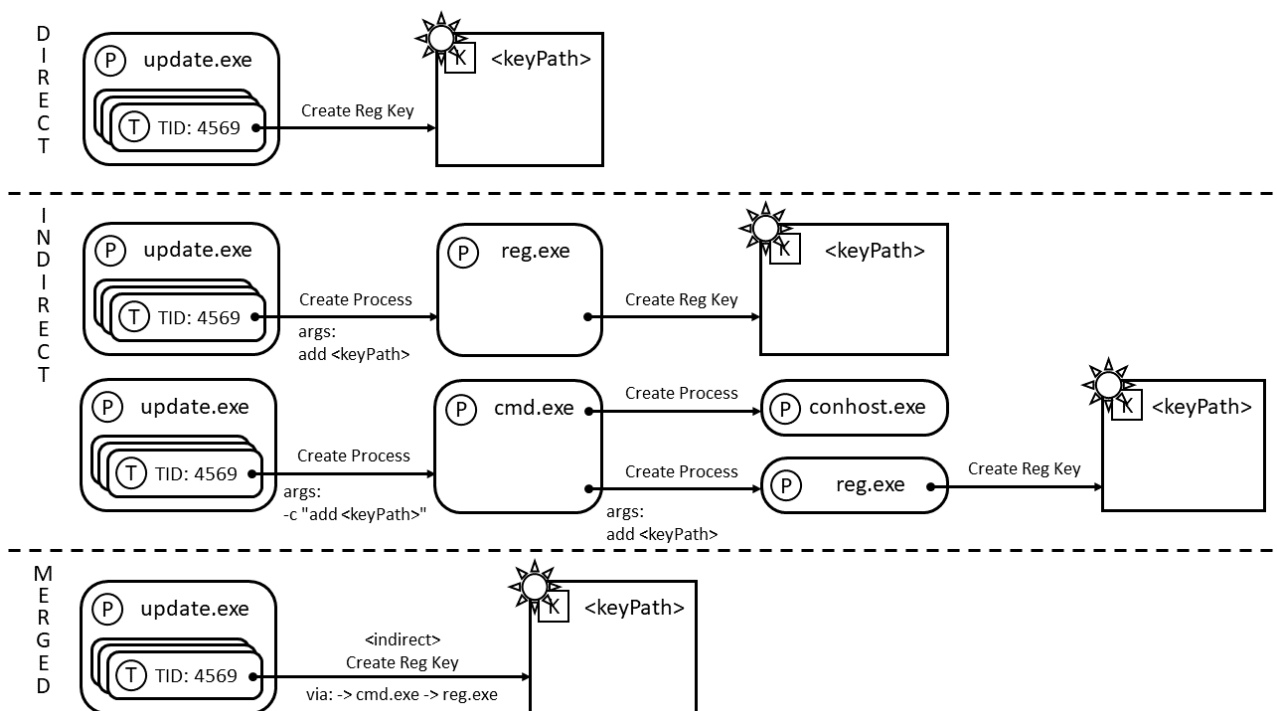 DIRECT
P update.exe
T TID: 4569
Create Reg Key
K <keyPath>
INDIRECT
P update.exe
T TID: 4569
Create Process
args:
add <keyPath>
P reg.exe
Create Reg Key
K <keyPath>
P update.exe
T TID: 4569
Create Process
args:
-c "add <keyPath>"
P cmd.exe
Create Process
P conhost.exe
Create Process
args:
add <keyPath>
P reg.exe
Create Reg Key
K <keyPath>
MERGED
P update.exe
T TID: 4569
<indirect>
Create Reg Key
via: -> cmd.exe -> reg.exe
K <keyPath>